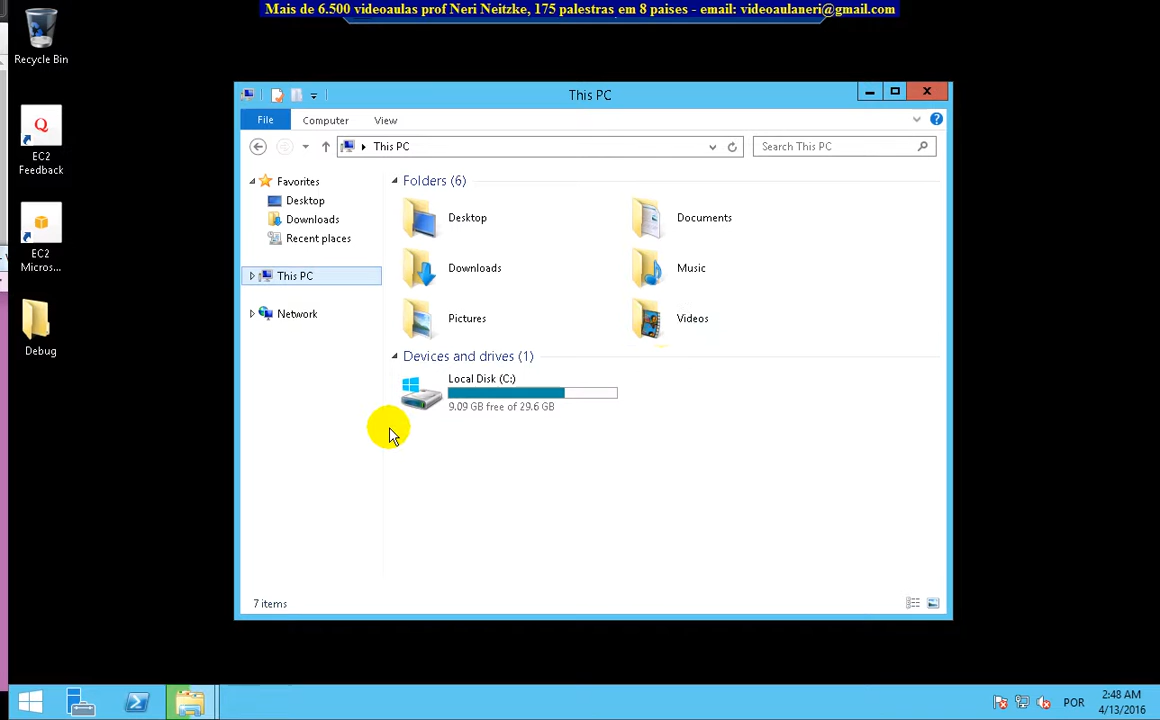 Mais de 6.500 videoaulas prof Neri Neitzke, 175 palestras em 8 paises - email: videoaulaneri@gmail.com
Recycle Bin
EC2
Feedback
EC2
Micros...
Debug
This PC
File
Computer
View
This PC
Search This PC
Favorites
Desktop
Downloads
Recent places
This PC
Network
Folders (6)
Desktop
Documents
Downloads
Music
Pictures
Videos
Devices and drives (1)
Local Disk (C:)
9.09 GB free of 29.6 GB
7 items
POR
2:48 AM
4/13/2016